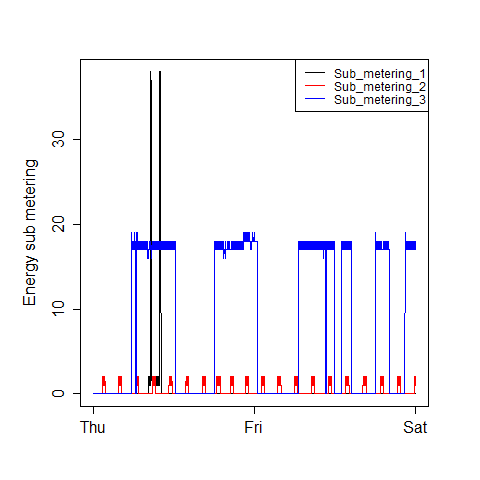 Sub_metering_1
Sub_metering_2
Sub_metering_3
Energy sub metering
30
20
10
0
Thu Fri Sat